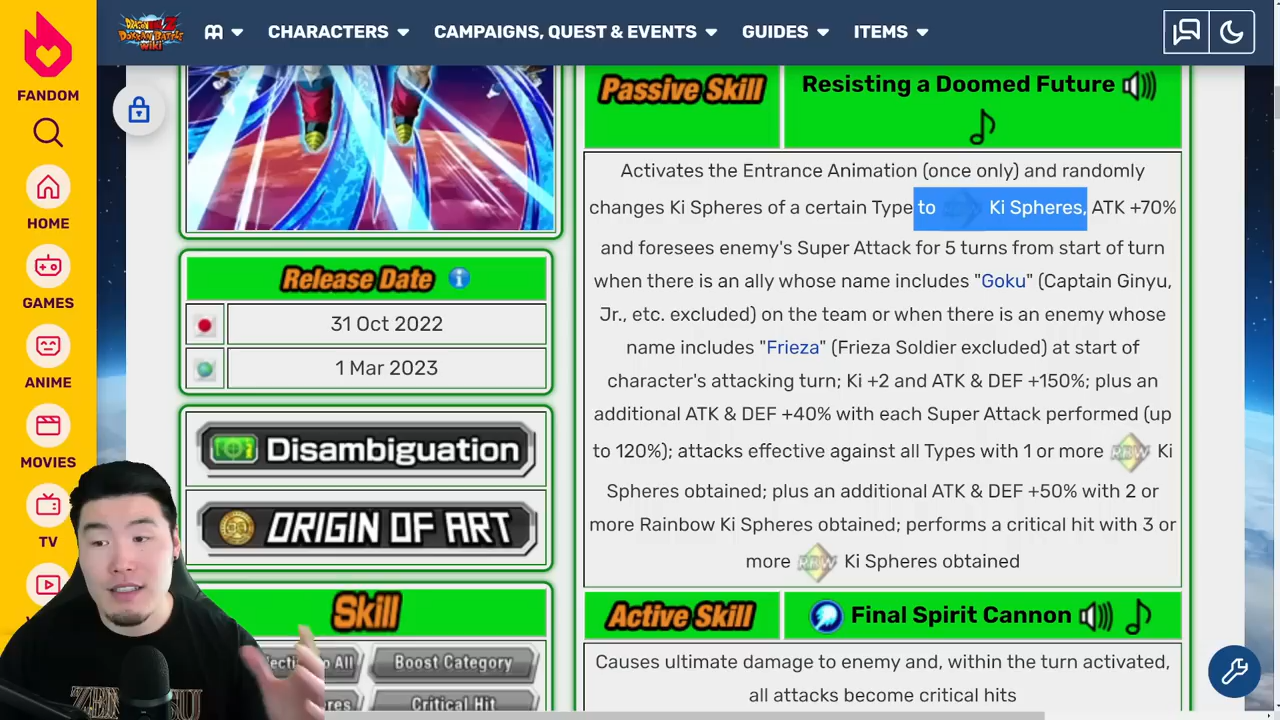 FANDOM
HOME
GAMES
ANIME
MOVIES
TV
DRAGON BALL Z
DOKKAN BATTLE
WIKI
CHARACTERS
CAMPAIGNS, QUEST & EVENTS
GUIDES
ITEMS
Release Date
31 Oct 2022
1 Mar 2023
Disambiguation
ORIGIN OF ART
Skill
Boost Category
Critical Hit
Passive Skill
Resisting a Doomed Future
Activates the Entrance Animation (once only) and randomly
changes Ki Spheres of a certain Type to Ki Spheres, ATK +70%
and foresees enemy's Super Attack for 5 turns from start of turn
when there is an ally whose name includes "Goku" (Captain Ginyu,
Jr., etc. excluded) on the team or when there is an enemy whose
name includes "Frieza" (Frieza Soldier excluded) at start of
character's attacking turn; Ki +2 and ATK & DEF +150%; plus an
additional ATK & DEF +40% with each Super Attack performed (up
to 120%); attacks effective against all Types with 1 or more RBW Ki
Spheres obtained; plus an additional ATK & DEF +50% with 2 or
more Rainbow Ki Spheres obtained; performs a critical hit with 3 or
more RBW Ki Spheres obtained
Active Skill
Final Spirit Cannon
Causes ultimate damage to enemy and, within the turn activated,
all attacks become critical hits